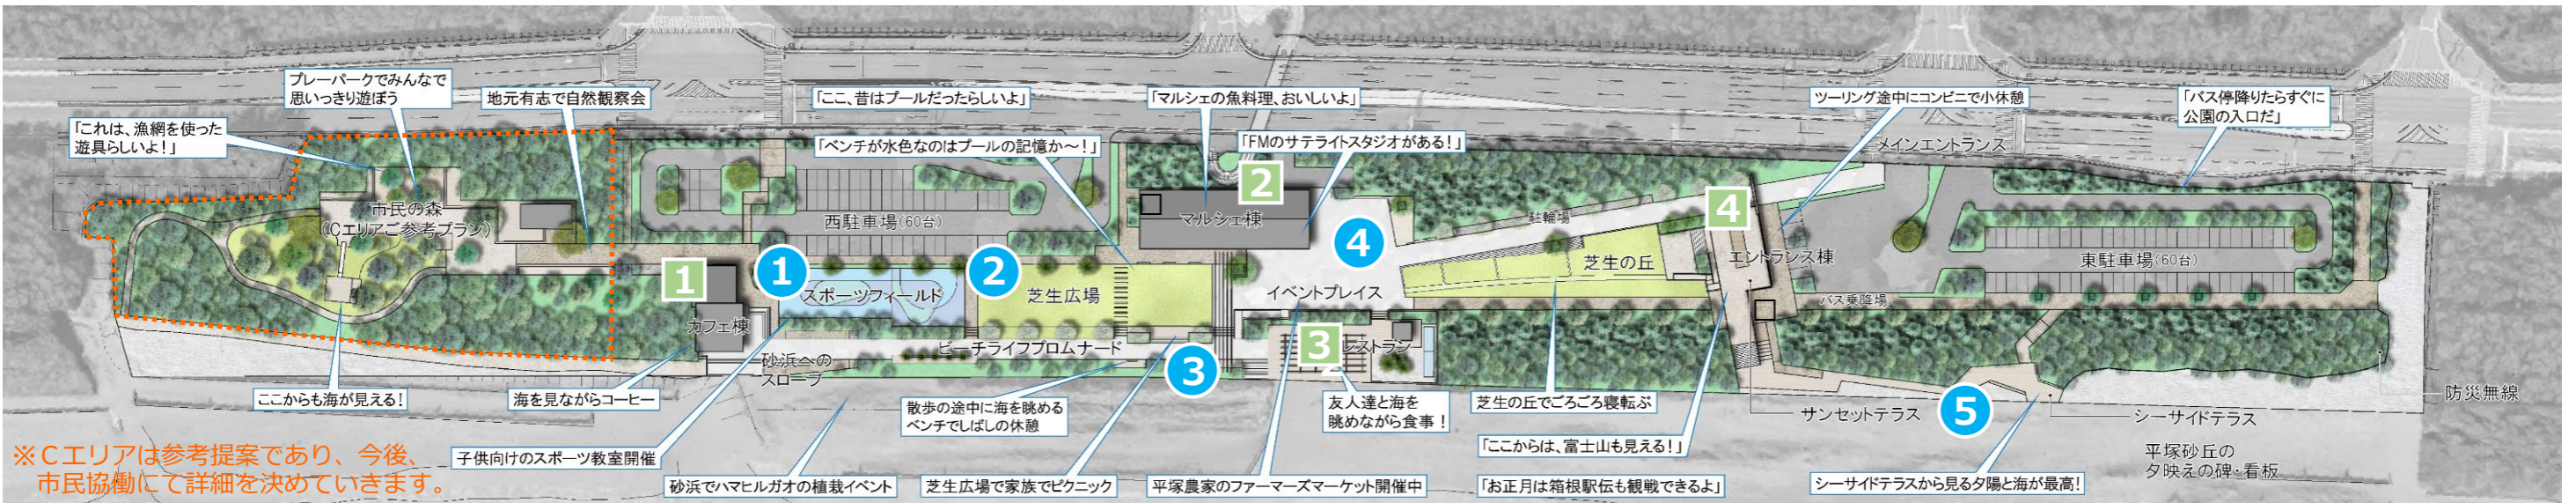 プレーパークでみんなで
思いっきり遊ぼう
地元有志で自然観察会
「ここ、昔はプールだったらしいよ」
「マルシェの魚料理、おいしいよ」
ツーリング途中にコンビニで小休憩
「バス停降りたらすぐに
公園の入口だ」
「これは、漁網を使った
遊具らしいよ!」
「ベンチが水色なのはプールの記憶か～!」
「FMのサテライトスタジオがある!」
メインエントランス
市民の森
(Cエリアご参考プラン)
西駐車場(60台)
2
マルシェ棟
4
駐輪場
4
エントランス棟
東駐車場(60台)
1
カフェ棟
1
スポーツフィールド
2
芝生広場
イベントプレイス
芝生の丘
バス乗降場
砂浜への
スロープ
ビーチライフプロムナード
3
3
レストラン
サンセットテラス
5
シーサイドテラス
防災無線
ここからも海が見える!
海を見ながらコーヒー
散歩の途中に海を眺める
ベンチでしばしの休憩
友人達と海を
眺めながら食事!
芝生の丘でごろごろ寝転ぶ
「ここからは、富士山も見える!」
平塚砂丘の
夕映えの碑・看板
※Cエリアは参考提案であり、今後、
市民協働にて詳細を決めていきます。
子供向けのスポーツ教室開催
砂浜でハマヒルガオの植栽イベント
芝生広場で家族でピクニック
平塚農家のファーマーズマーケット開催中
「お正月は箱根駅伝も観戦できるよ」
シーサイドテラスから見る夕陽と海が最高!